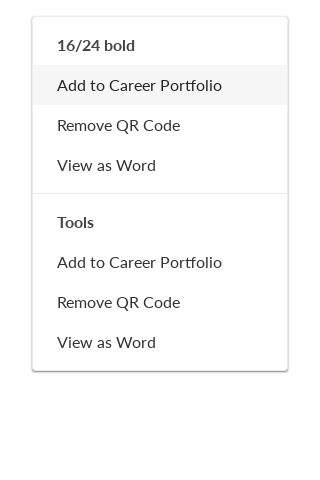 16/24 bold
Add to Career Portfolio
Remove QR Code
View as Word
Tools
Add to Career Portfolio
Remove QR Code
View as Word